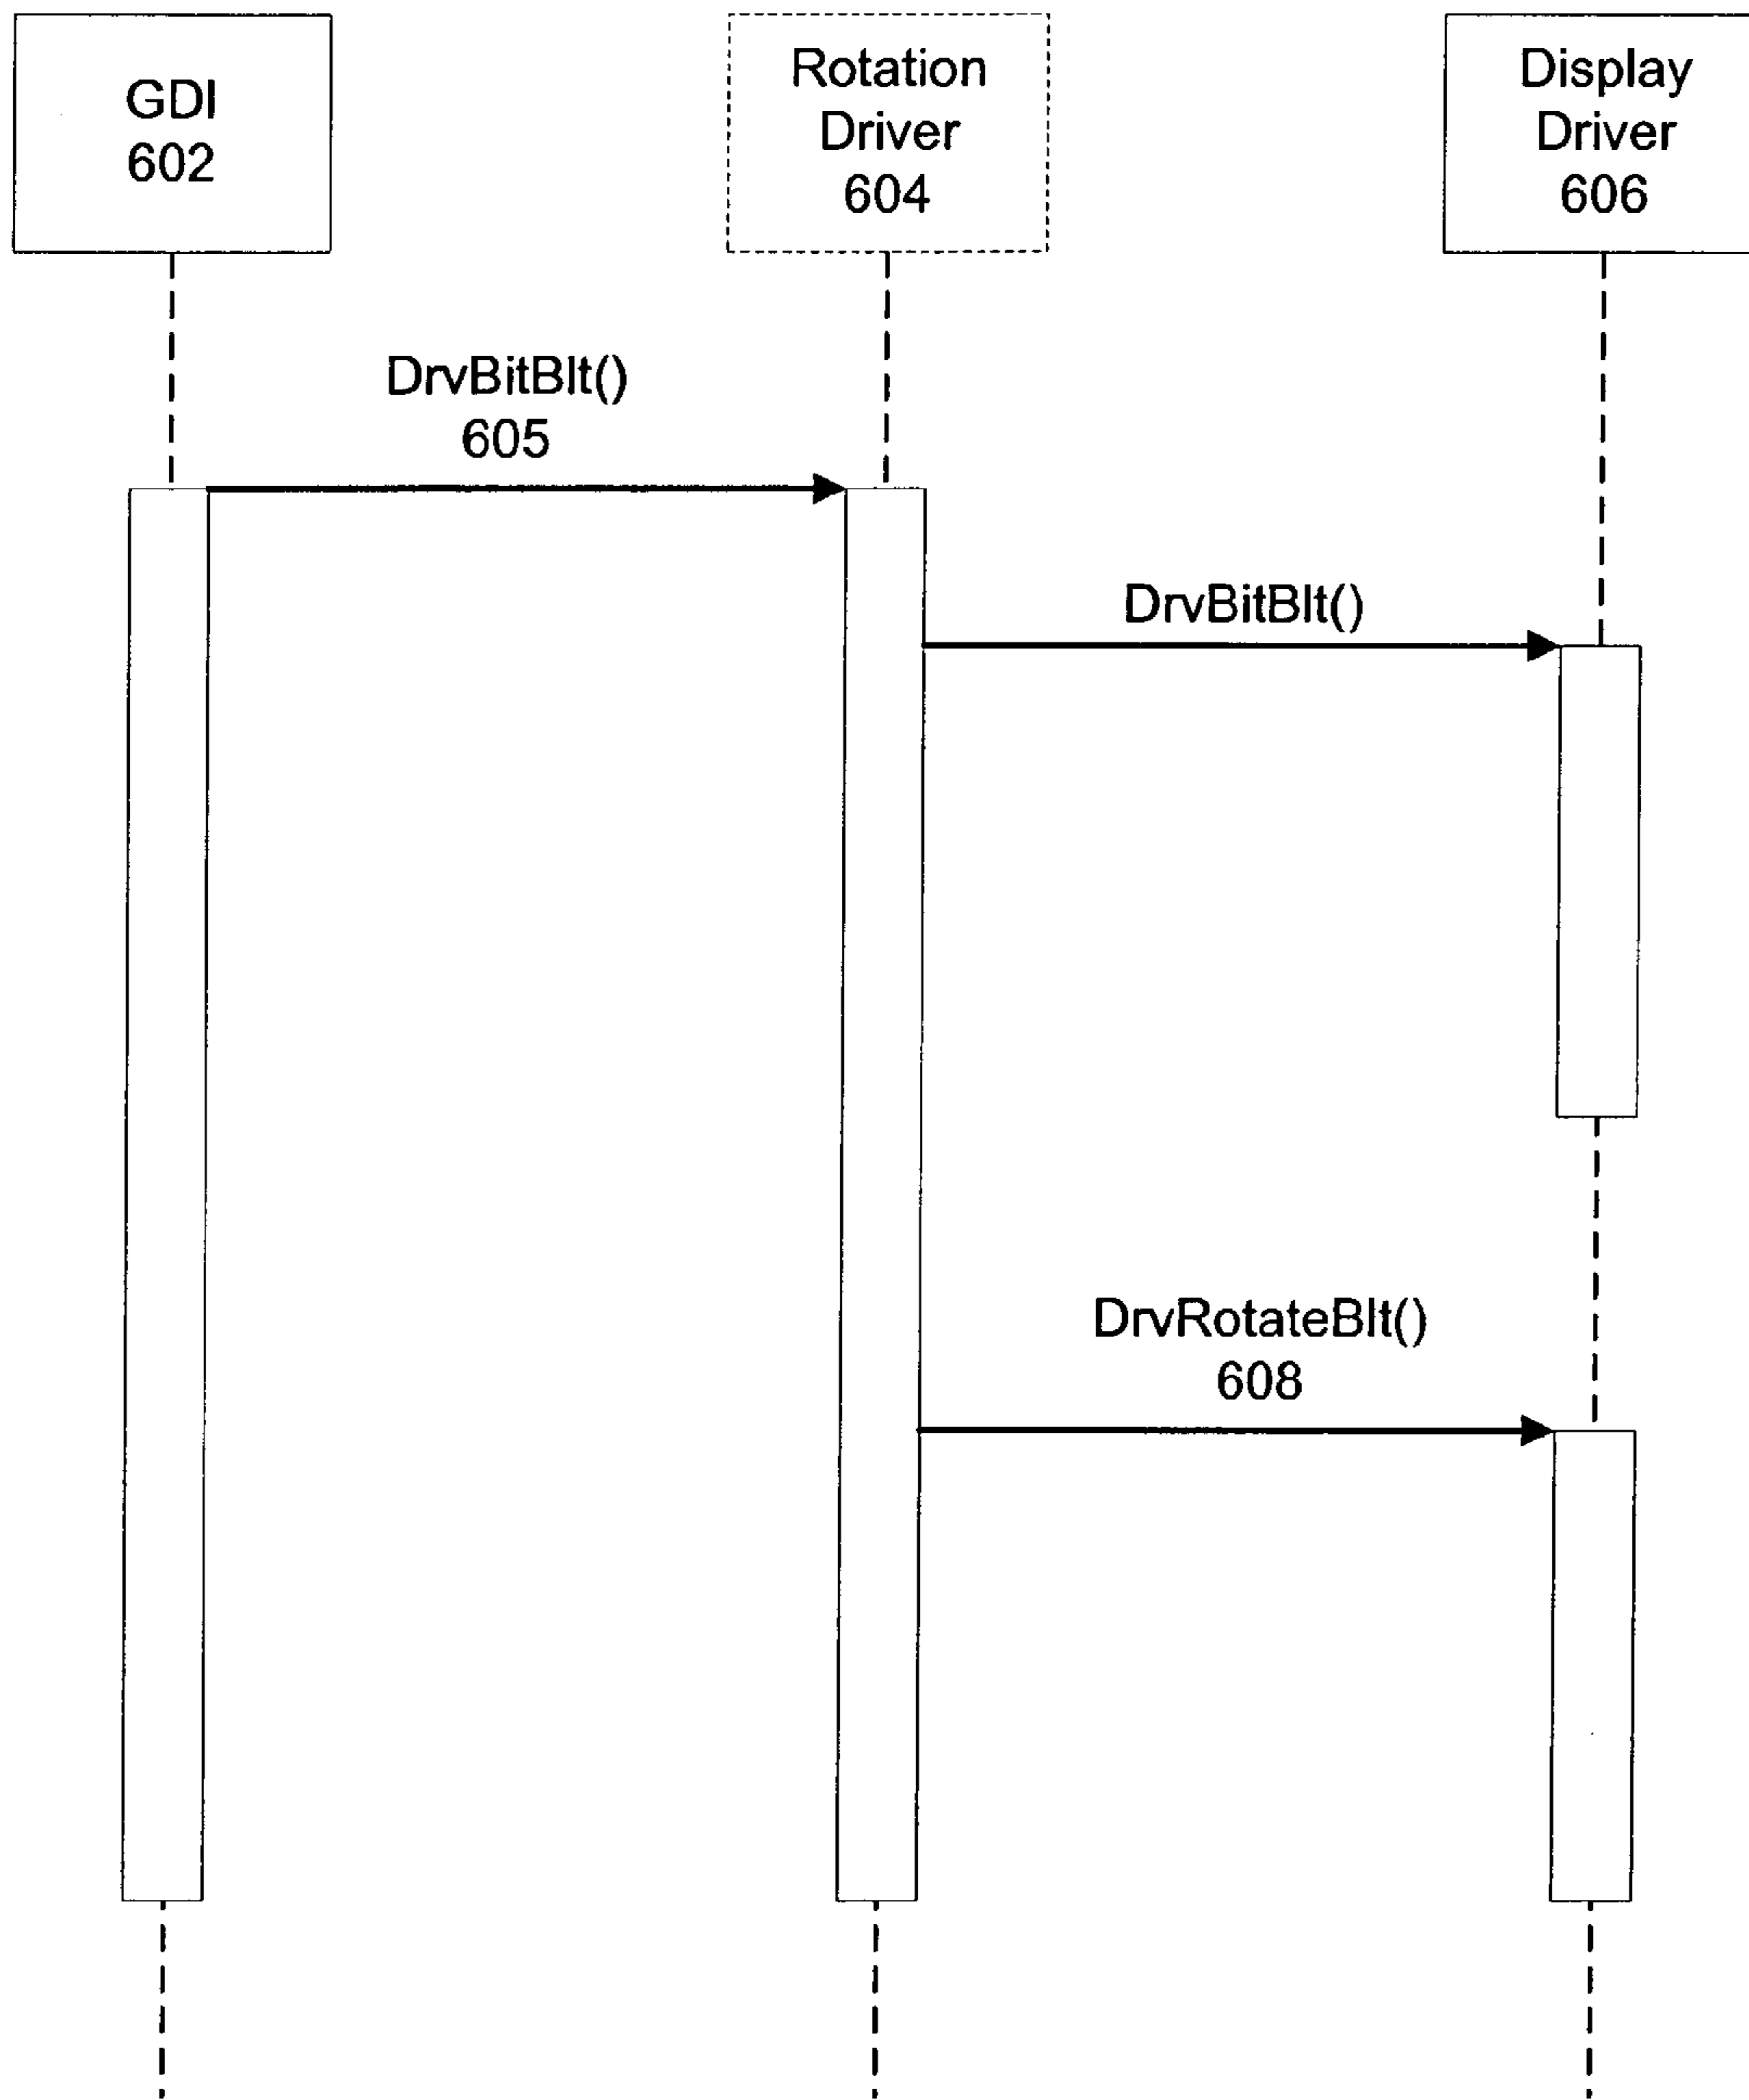 GDI
602
Rotation
Driver
604
Display
Driver
606
DrvBitBlt()
605
DrvBitBlt()
DrvRotateBlt()
608